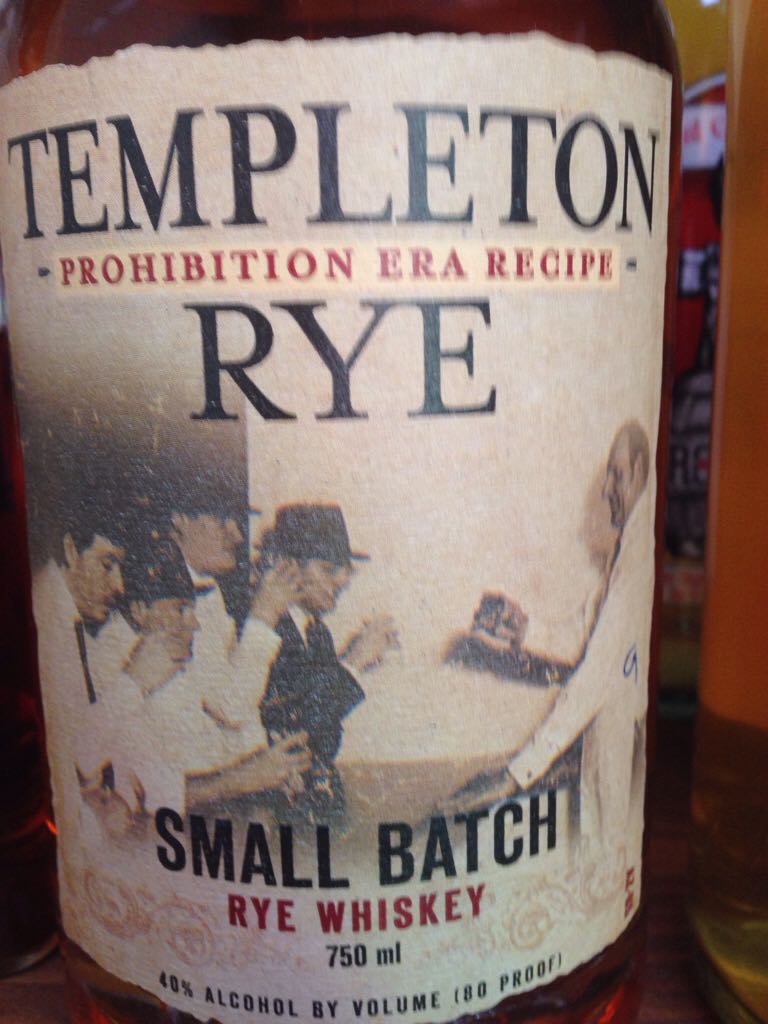 TEMPLETON
- PROHIBITION ERA RECIPE -
RYE
SMALL BATCH
RYE WHISKEY
750 ml
40% ALCOHOL BY VOLUME (80 PROOF)